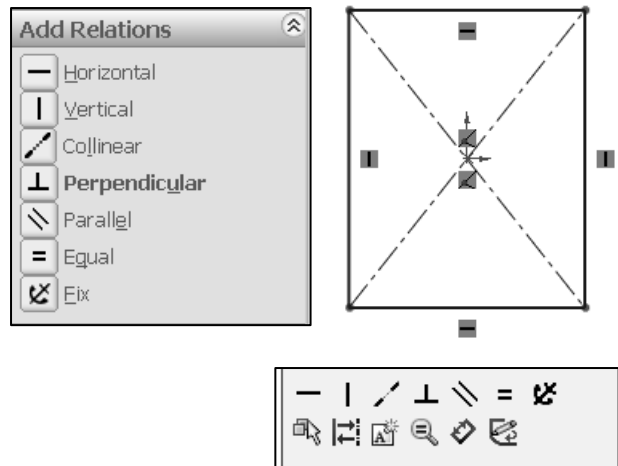 Add Relations
Horizontal
Vertical
Collinear
Perpendicular
Parallel
Equal
Fix